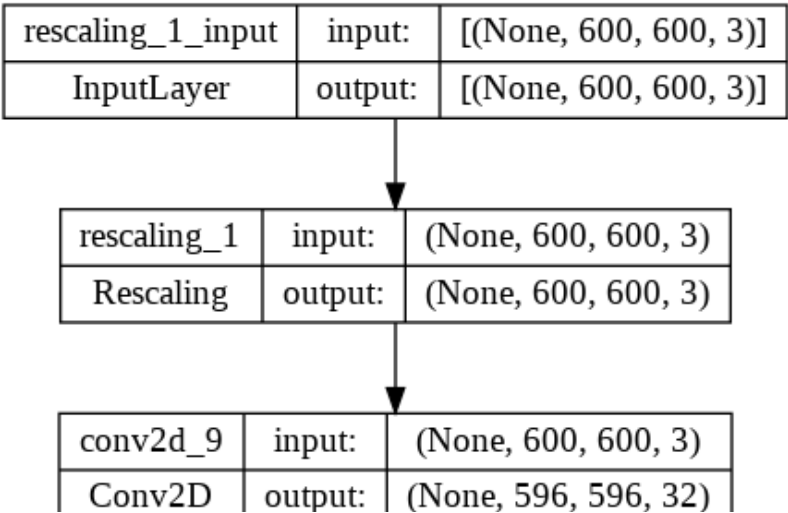 rescaling_1_input input: [(None, 600, 600, 3)]
InputLayer output: [(None, 600, 600, 3)]
rescaling_1 input: (None, 600, 600, 3)
Rescaling output: (None, 600, 600, 3)
conv2d_9 input: (None, 600, 600, 3)
Conv2D output: (None, 596, 596, 32)